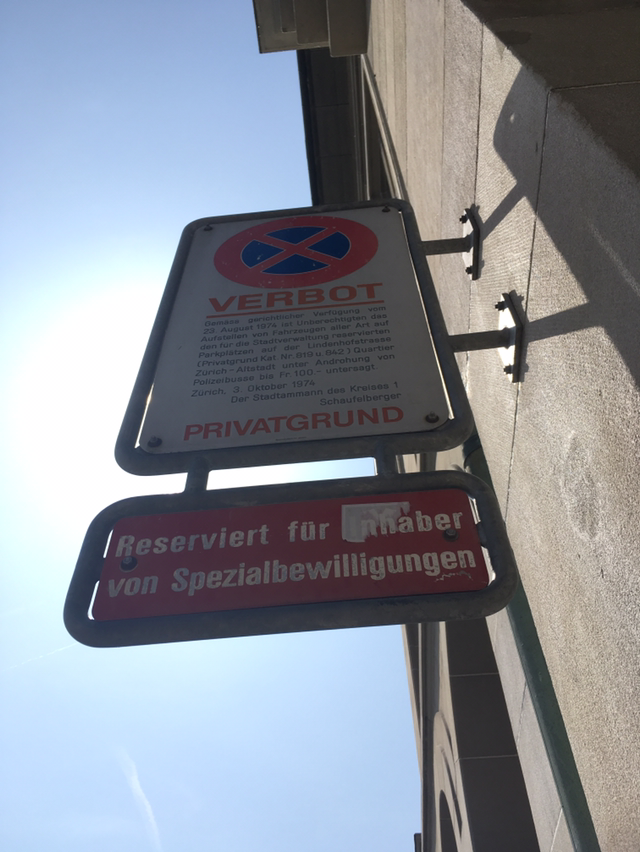 VERBOT
Gemäss gerichtlicher Verfügung vom
23. August 1974 ist Unberechtigten das
Aufstellen von Fahrzeugen aller Art auf
den für die Stadtverwaltung reservierten
Parkplätzen auf der Lindenhofstrasse
(Privatgrund Kat. Nr. 819 u. 842) Quartier
Zürich - Altstadt unter Androhung von
Polizeibusse bis Fr. 100.- untersagt.
Zürich, 3. Oktober 1974
Der Stadtammann des Kreises 1
Schaufelberger
PRIVATGRUND
Reserviert für Inhaber
von Spezialbewilligungen